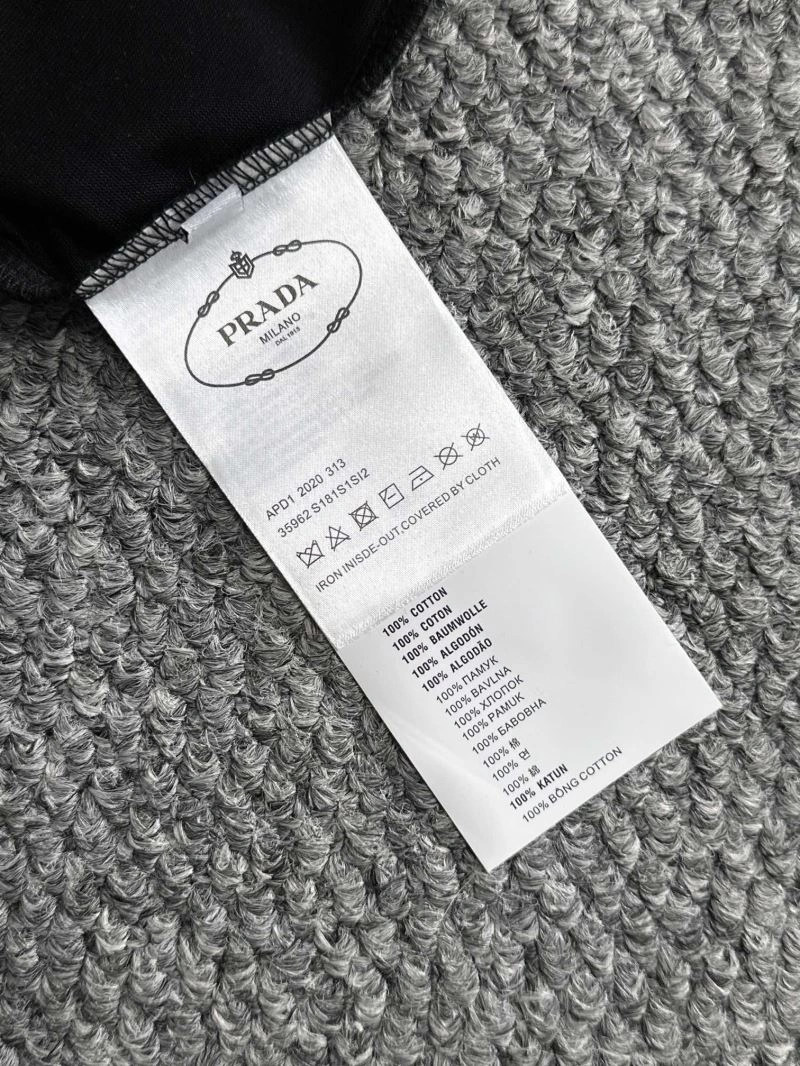 PRADA
MILANO
DAL 1913
APD1 2020 313
35962 S181S1SI2
IRON INISDE-OUT,COVERED BY CLOTH
100% COTTON
100% COTON
100% BAUMWOLLE
100% ALGODÓN
100% ALGODÃO
100% ПАМУК
100% BAVLNA
100% ХЛОПОК
100% PAMUK
100% БАВОВНА
100% 棉
100% 면
100% 綿
100% KATUN
100% BÔNG COTTON